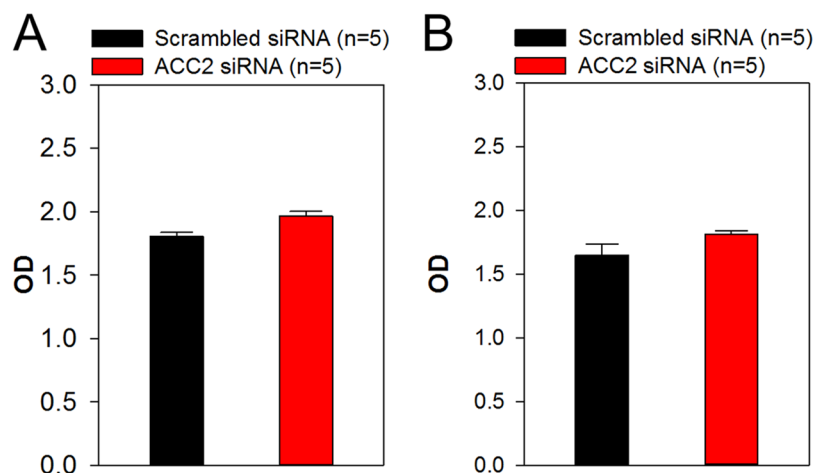 A
Scrambled siRNA (n=5)
ACC2 siRNA (n=5)
3.0
2.5
2.0
1.5
1.0
0.5
0.0
OD
B
Scrambled siRNA (n=5)
ACC2 siRNA (n=5)
3.0
2.5
2.0
1.5
1.0
0.5
0.0
OD